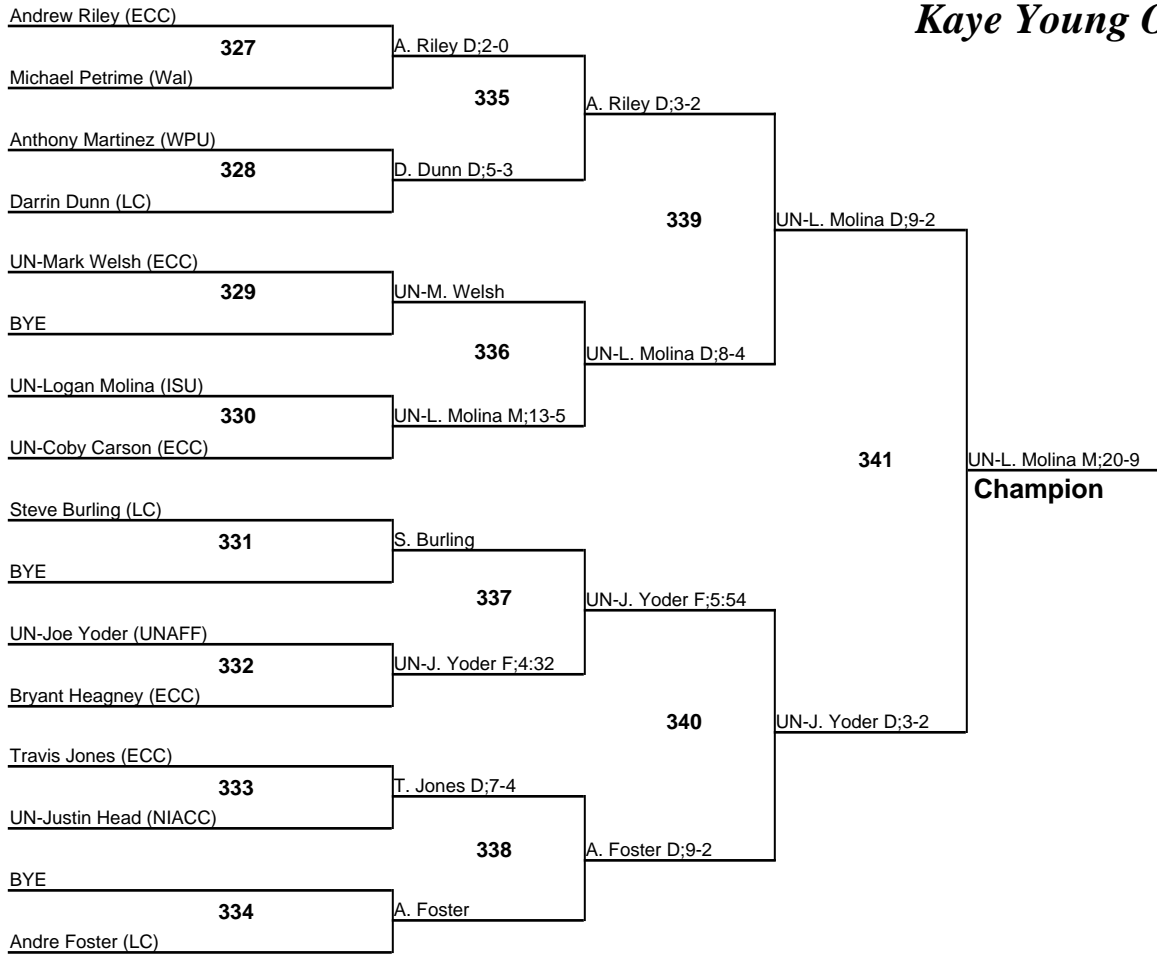 Kaye Young O
Andrew Riley (ECC)
327
A. Riley D;2-0
Michael Petrime (Wal)
335
A. Riley D;3-2
Anthony Martinez (WPU)
328
D. Dunn D;5-3
Darrin Dunn (LC)
339
UN-L. Molina D;9-2
UN-Mark Welsh (ECC)
329
UN-M. Welsh
BYE
336
UN-L. Molina D;8-4
UN-Logan Molina (ISU)
330
UN-L. Molina M;13-5
UN-Coby Carson (ECC)
341
UN-L. Molina M;20-9
Champion
Steve Burling (LC)
331
S. Burling
BYE
337
UN-J. Yoder F;5:54
UN-Joe Yoder (UNAFF)
332
UN-J. Yoder F;4:32
Bryant Heagney (ECC)
340
UN-J. Yoder D;3-2
Travis Jones (ECC)
333
T. Jones D;7-4
UN-Justin Head (NIACC)
338
A. Foster D;9-2
BYE
334
A. Foster
Andre Foster (LC)